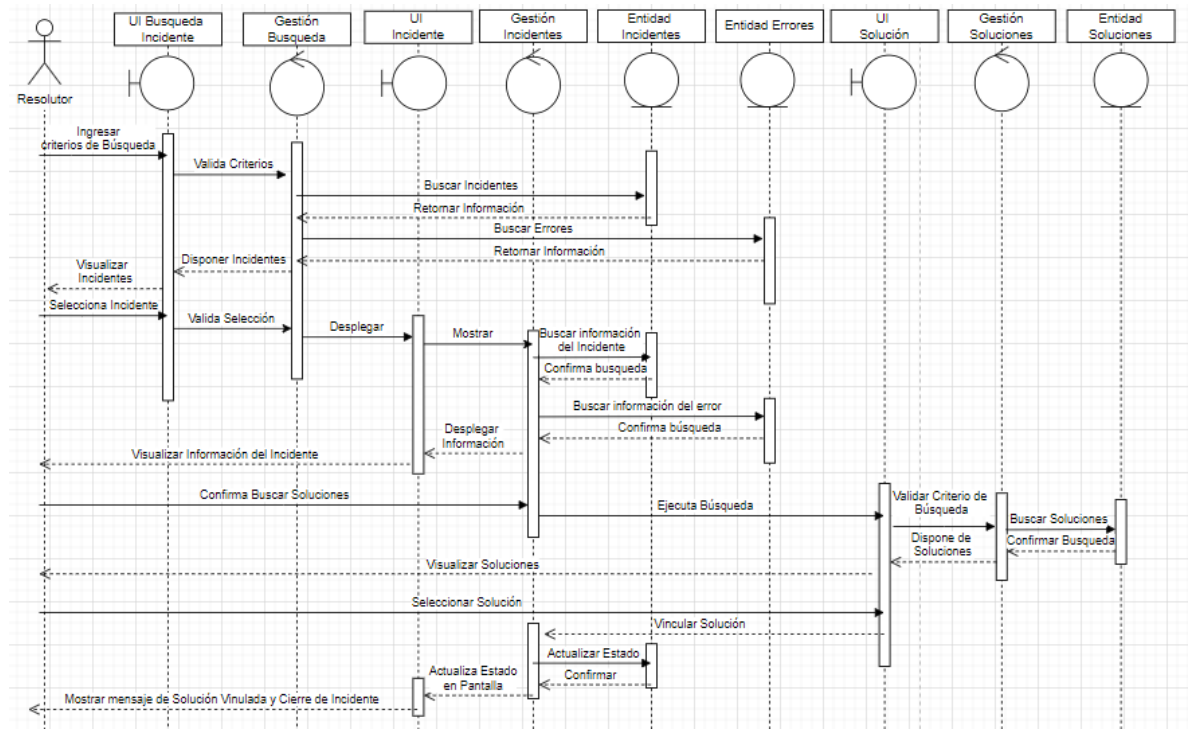 UI Busqueda
Incidente
Gestión
Busqueda
UI
Incidente
Gestión
Incidentes
Entidad
Incidentes
Entidad Errores
UI
Solución
Gestión
Soluciones
Entidad
Soluciones
Resolutor
Ingresar
criterios de Búsqueda
Valida Criterios
Buscar Incidentes
Retornar Información
Buscar Errores
Retornar Información
Disponer Incidentes
Visualizar
Incidentes
Selecciona Incidente
Valida Selección
Desplegar
Mostrar
Buscar información
del Incidente
Confirma busqueda
Buscar información del error
Confirma búsqueda
Desplegar
Información
Visualizar Información del Incidente
Confirma Buscar Soluciones
Ejecuta Búsqueda
Validar Criterio de
Búsqueda
Buscar Soluciones
Confirmar Busqueda
Dispone de
Soluciones
Visualizar Soluciones
Seleccionar Solución
Vincular Solución
Actualizar Estado
Confirmar
Actualiza Estado
en Pantalla
Mostrar mensaje de Solución Vinulada y Cierre de Incidente